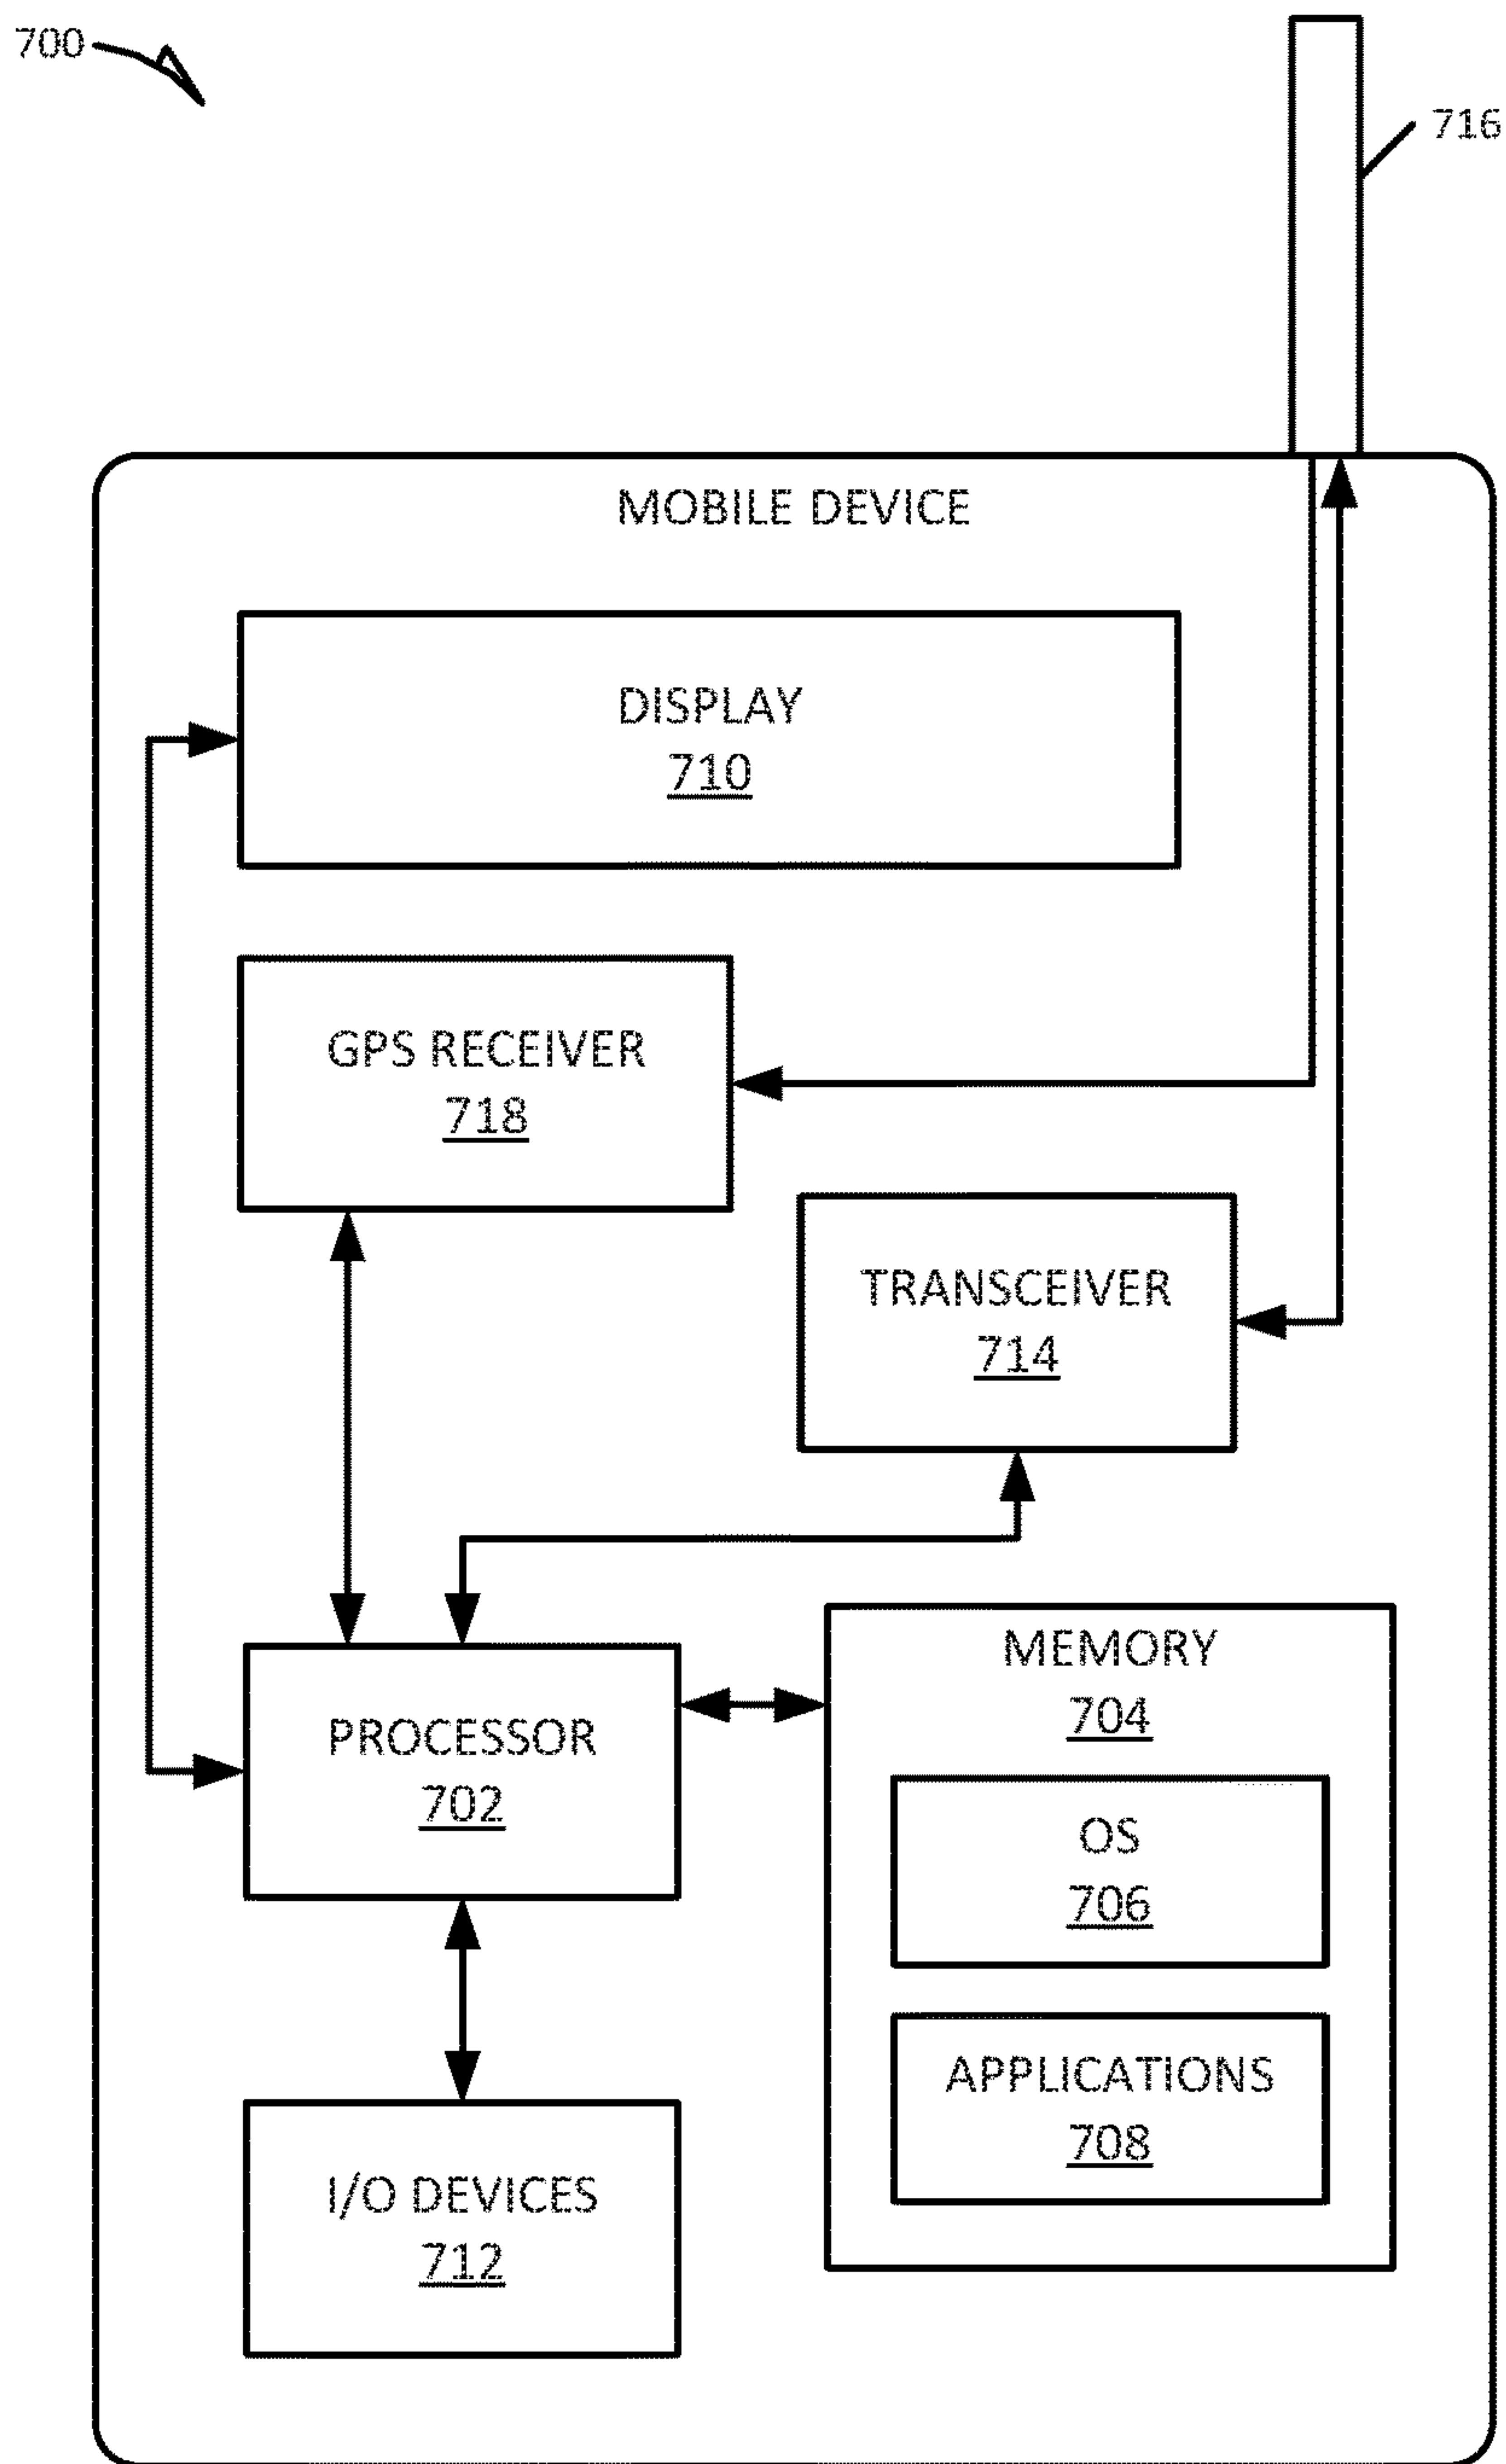 700
716
MOBILE DEVICE
DISPLAY
710
GPS RECEIVER
718
TRANSCEIVER
714
PROCESSOR
702
MEMORY
704
OS
706
APPLICATIONS
708
I/O DEVICES
712